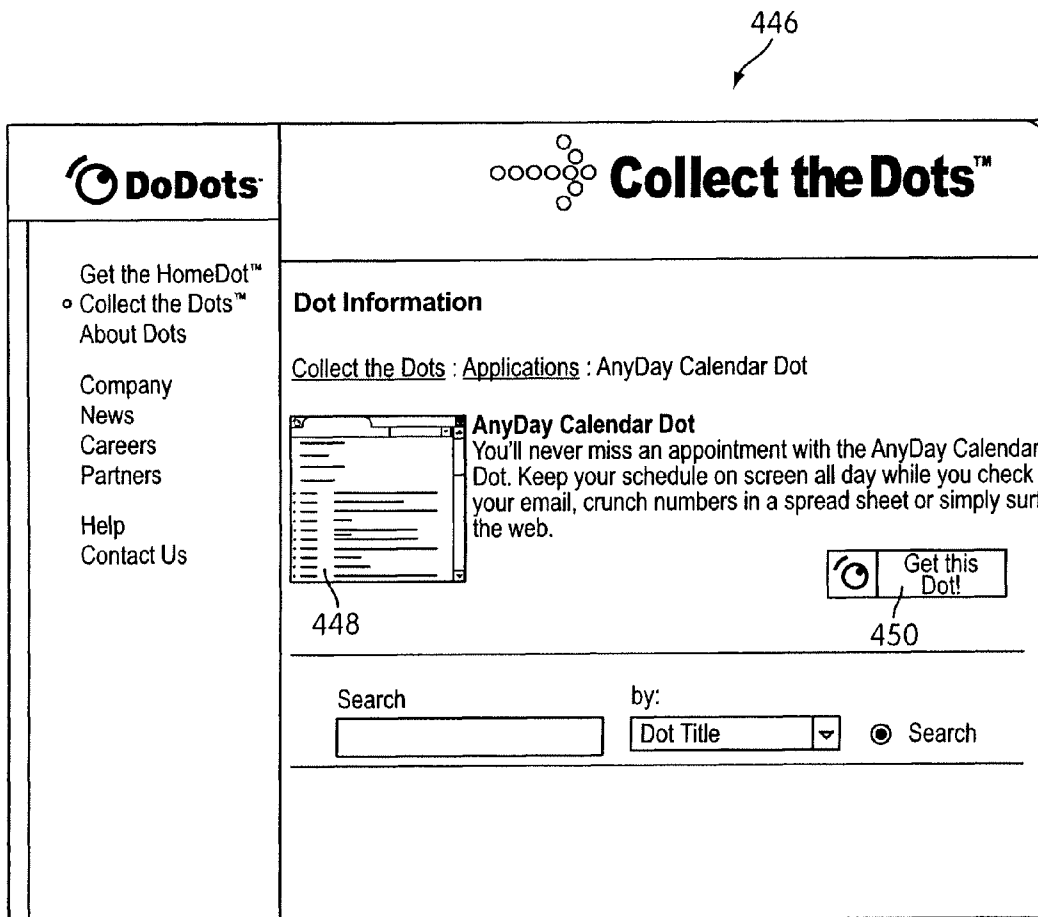 446
DoDots
Collect the Dots™
Get the HomeDot™
Collect the Dots™
About Dots
Company
News
Careers
Partners
Help
Contact Us
Dot Information
Collect the Dots : Applications : AnyDay Calendar Dot
AnyDay Calendar Dot
You'll never miss an appointment with the AnyDay Calendar
Dot. Keep your schedule on screen all day while you check
your email, crunch numbers in a spread sheet or simply surf
the web.
448
Get this
Dot!
450
Search
by:
Dot Title
Search